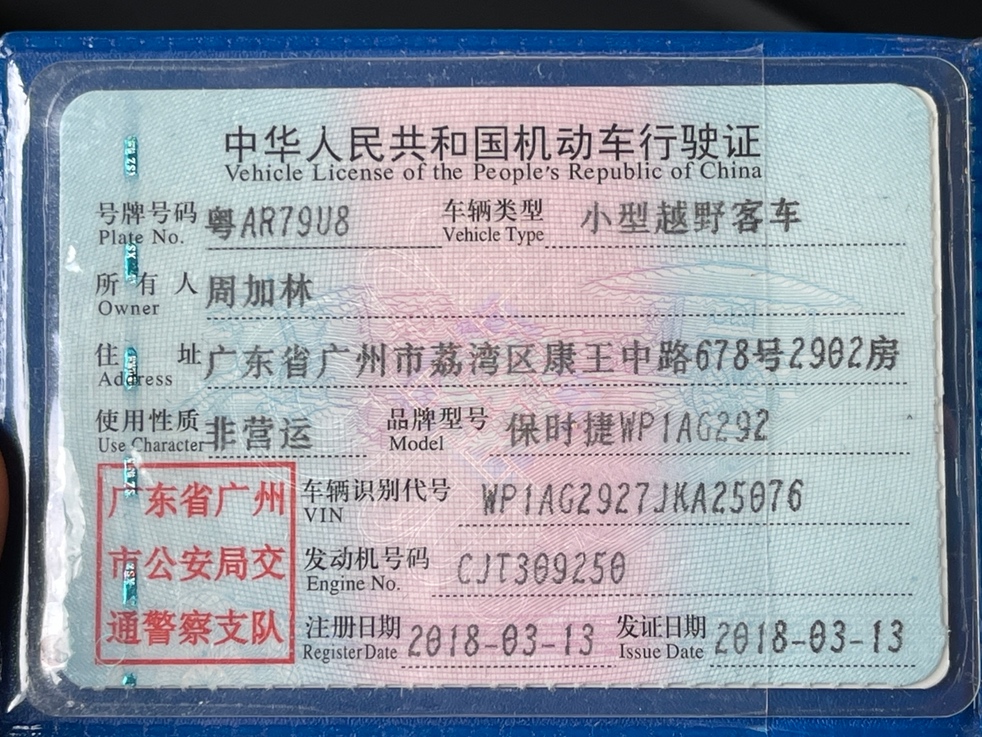 中华人民共和国机动车行驶证
Vehicle License of the People's Republic of China
号牌号码 粤AR79U8 车辆类型 小型越野客车
Plate No. Vehicle Type
所有人 周加林
Owner
住址 广东省广州市荔湾区康王中路678号2902房
Address
使用性质 非营运 品牌型号 保时捷WP1AG292
Use Character Model
车辆识别代号 WP1AG2927JKA25076
VIN
发动机号码 CJT309250
Engine No.
注册日期 2018-03-13 发证日期 2018-03-13
Register Date Issue Date
广东省广州
市公安局交
通警察支队